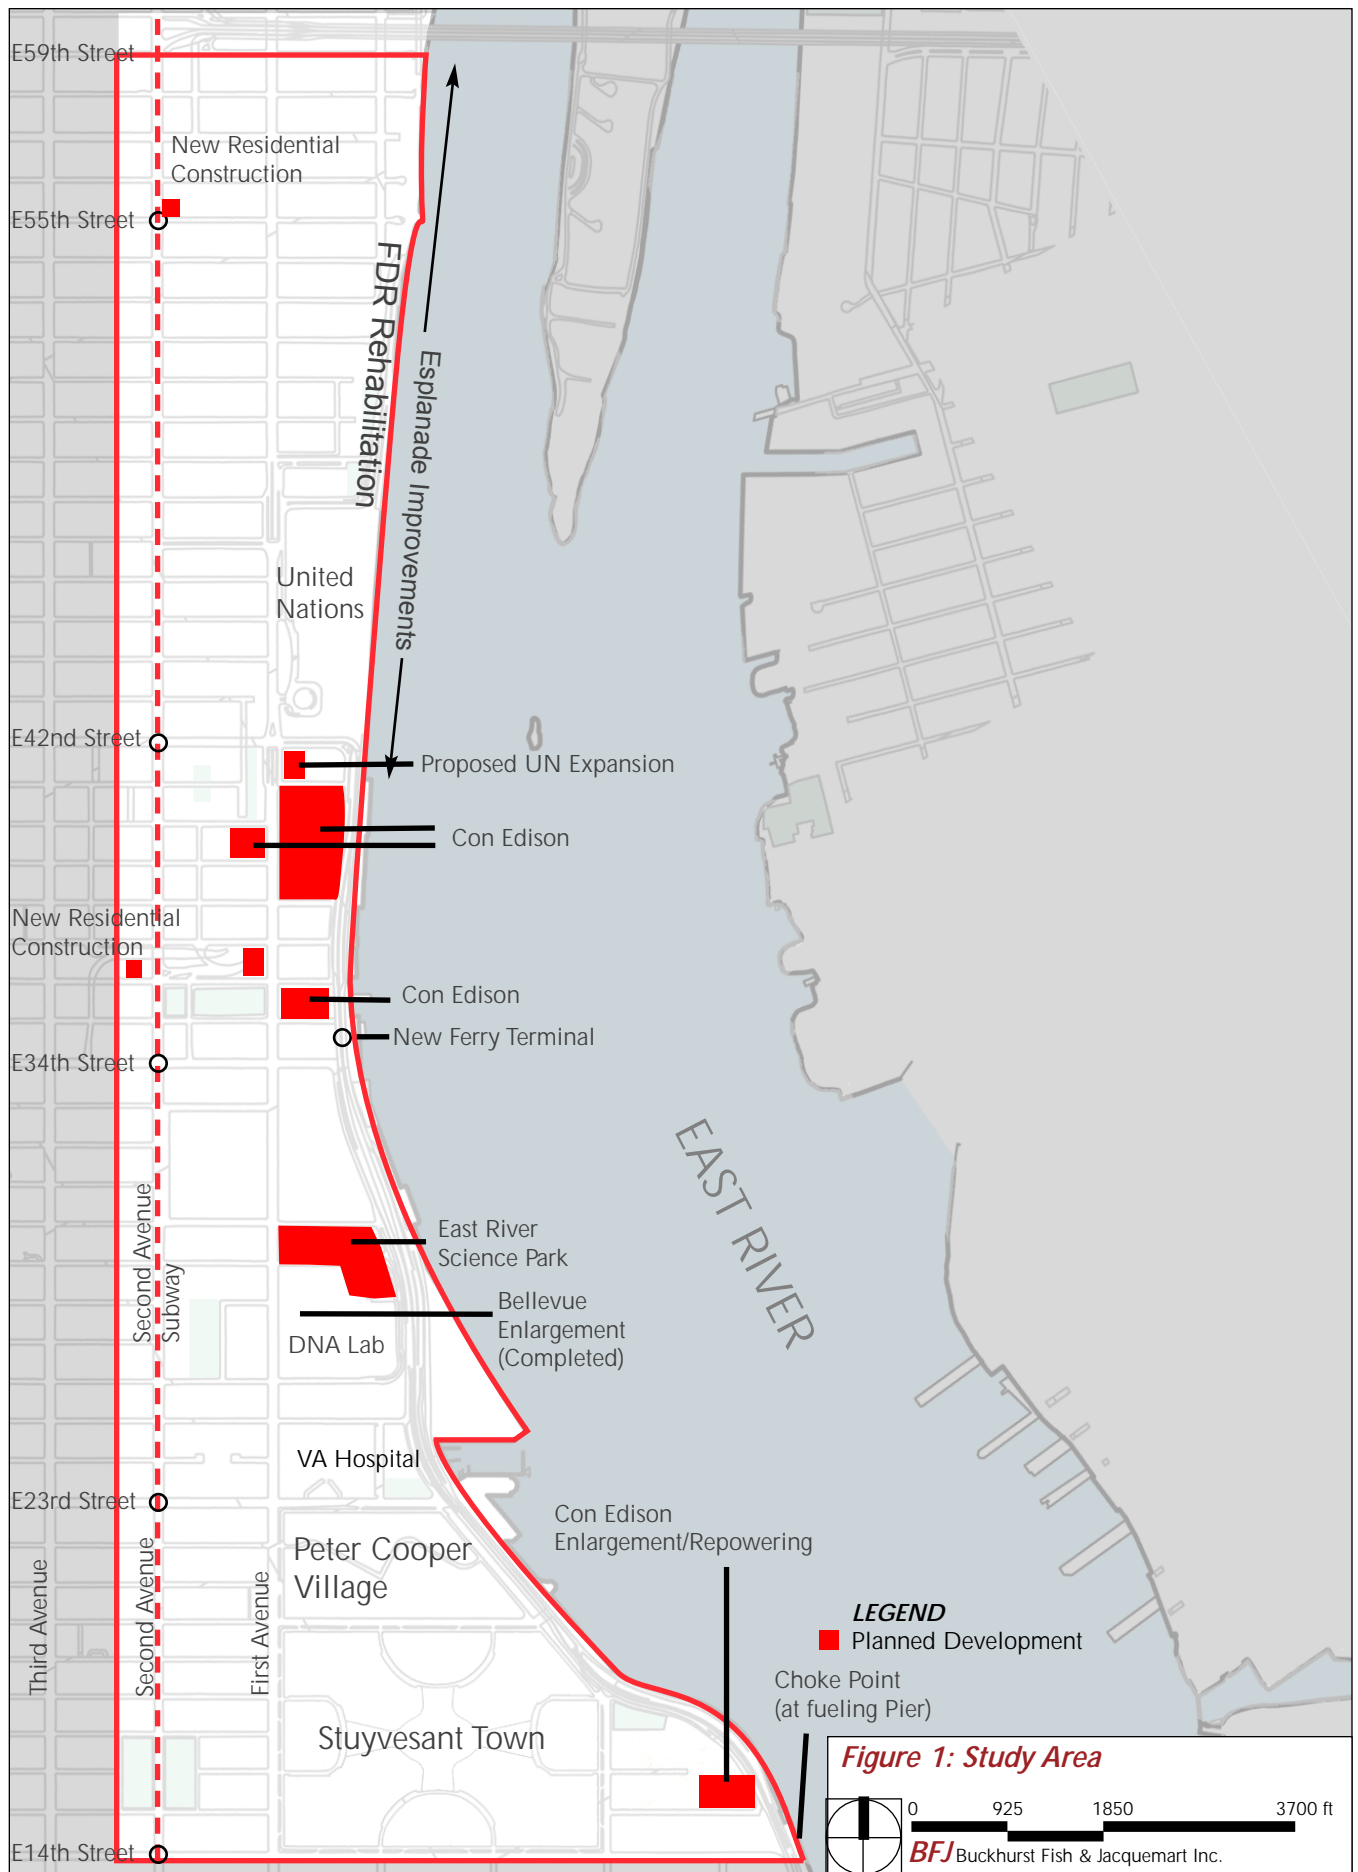 E59th Street
New Residential
Construction
E55th Street
FDR Rehabilitation
Esplanade Improvements
United
Nations
E42nd Street
Proposed UN Expansion
Con Edison
New Residential
Construction
Con Edison
New Ferry Terminal
E34th Street
EAST RIVER
Second Avenue
Subway
East River
Science Park
Bellevue
Enlargement
(Completed)
DNA Lab
VA Hospital
E23rd Street
Con Edison
Enlargement/Repowering
Peter Cooper
Village
Third Avenue
Second Avenue
First Avenue
LEGEND
Planned Development
Choke Point
(at fueling Pier)
Stuyvesant Town
Figure 1: Study Area
0 925 1850 3700 ft
BFJ Buckhurst Fish & Jacquemart Inc.
E14th Street